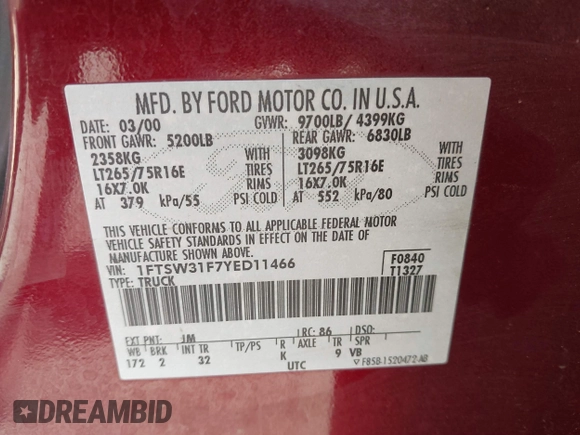 MFD. BY FORD MOTOR CO. IN U.S.A.
DATE: 03/00 GVWR: 9700LB/ 4399KG
FRONT GAWR: 5200LB REAR GAWR: 6830LB
2358KG WITH 3098KG WITH
LT265/75R16E TIRES LT265/75R16E TIRES
16X7.0K RIMS 16X7.0K RIMS
AT 379 kPa/55 PSI COLD AT 552 kPa/80 PSI COLD
THIS VEHICLE CONFORMS TO ALL APPLICABLE FEDERAL MOTOR
VEHICLE SAFETY STANDARDS IN EFFECT ON THE DATE OF
MANUFACTURE SHOWN ABOVE.
VIN: 1FTSW31F7YED11466 F0840
TYPE: TRUCK T1327
EXT PNT: JM RC: 86 DSO:
WB BRK INT TR TP/PS R AXLE TR SPR
172 2 32 K 9 VB
UTC ▽ F85B-1520472-AB
DREAMBID